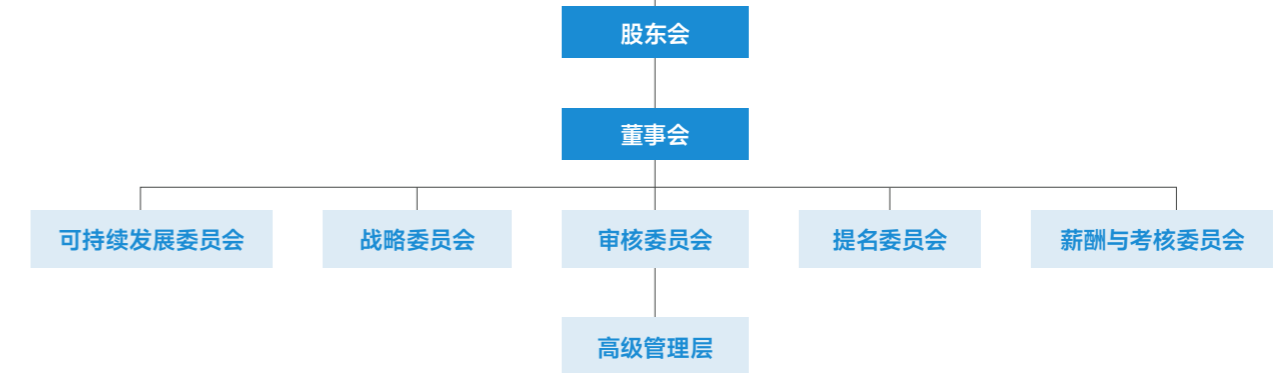 股东会
董事会
可持续发展委员会
战略委员会
审核委员会
提名委员会
薪酬与考核委员会
高级管理层